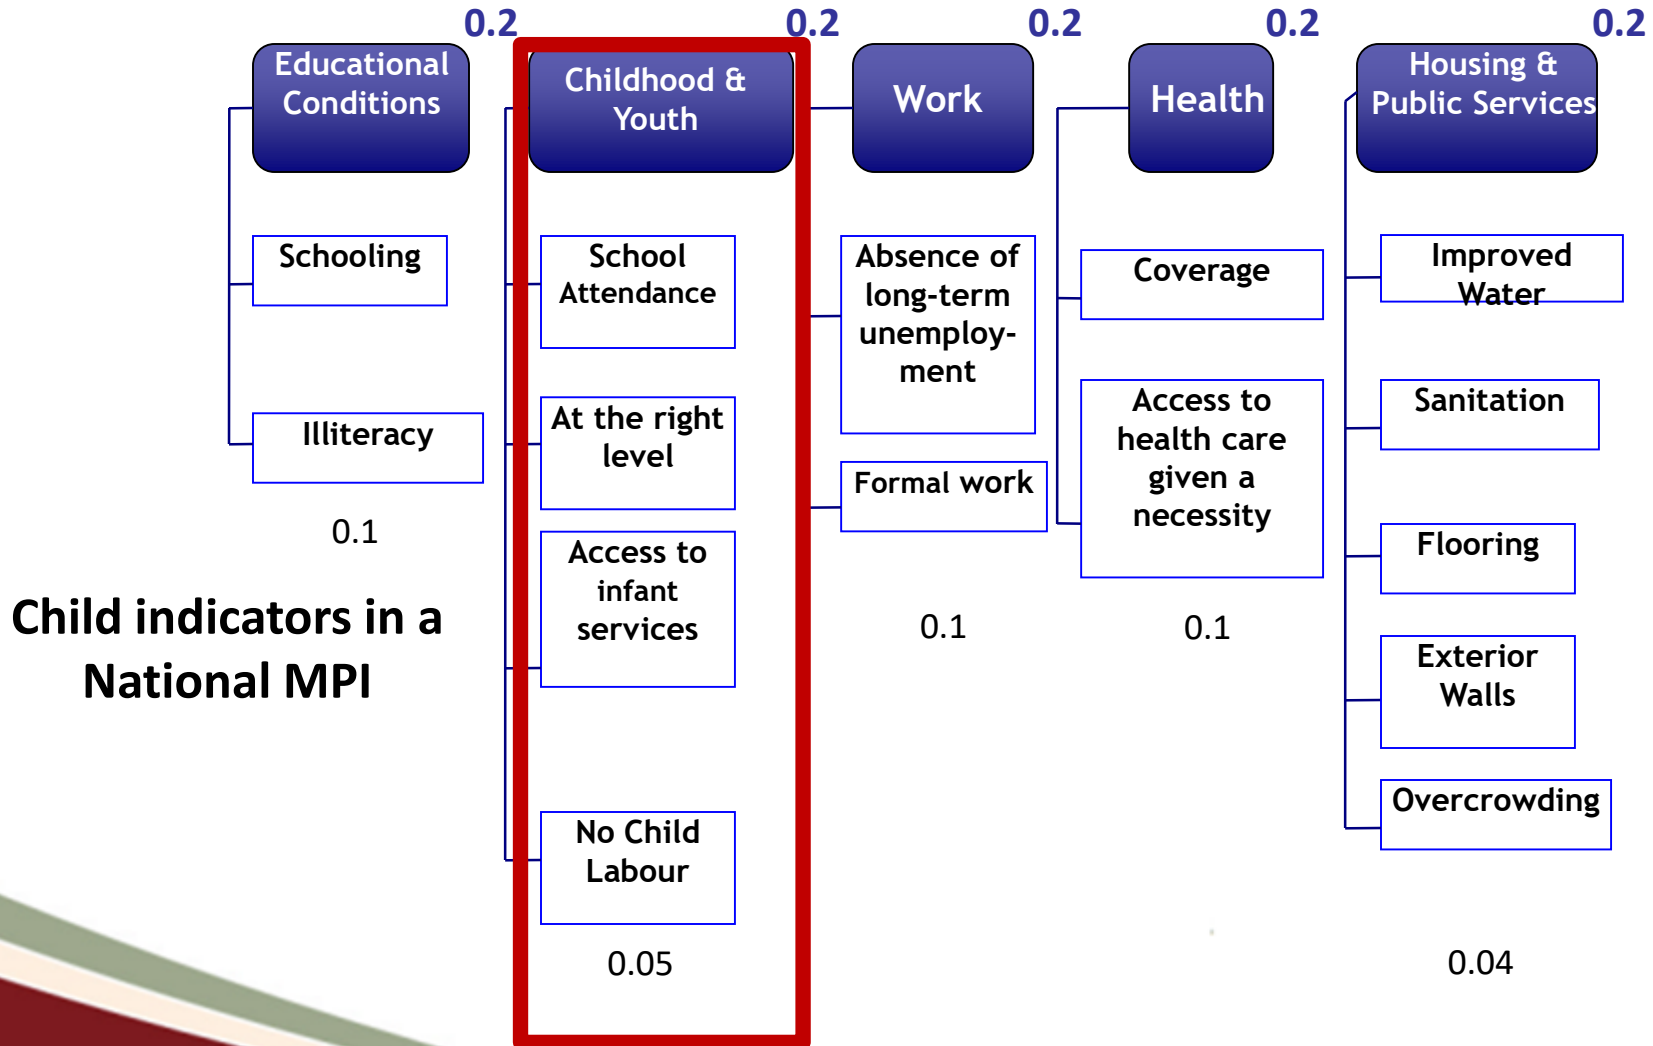 0.2
0.2
0.2
0.2
0.2
Educational
Conditions
Childhood &
Youth
Work
Health
Housing &
Public Services
Schooling
Illiteracy
0.1
School
Attendance
At the right
level
Access to
infant
services
No Child
Labour
0.05
Absence of
long-term
unemploy-
ment
Formal work
0.1
Coverage
Access to
health care
given a
necessity
0.1
Improved
Water
Sanitation
Flooring
Exterior
Walls
Overcrowding
0.04
Child indicators in a
National MPI